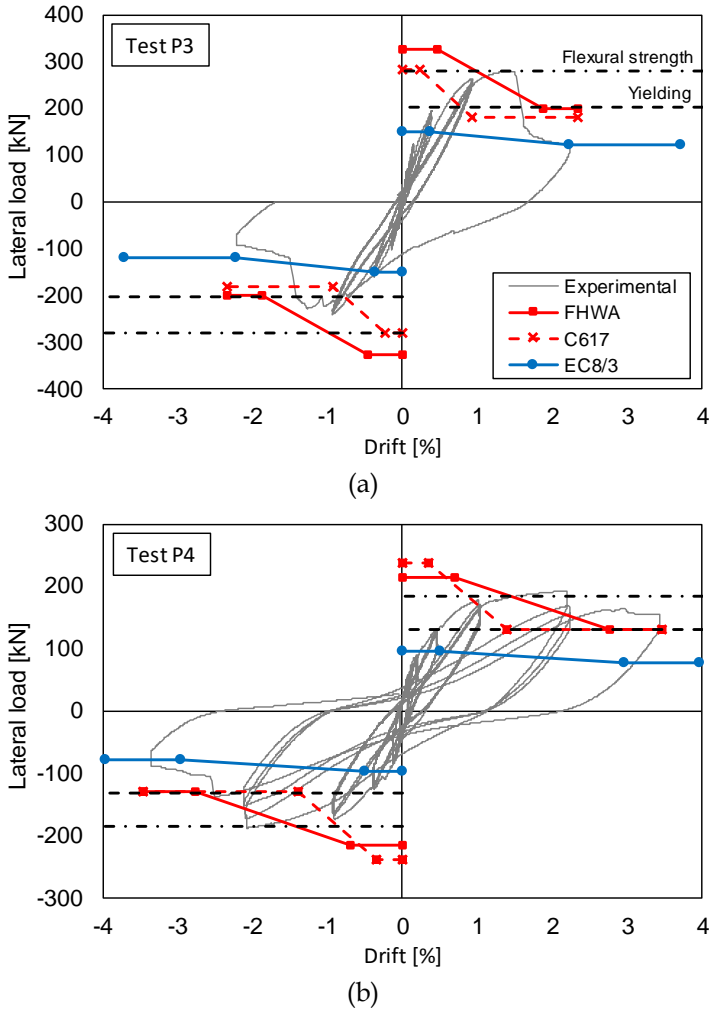 400
Test P3
300
Flexural strength
200
Yielding
100
0
-100
-200
-300
-400
Lateral load [kN]
Experimental
FHWA
C617
EC8/3
-4 -3 -2 -1 0 1 2 3 4
Drift [%]
(a)
300
Test P4
200
100
0
-100
-200
-300
Lateral load [kN]
-4 -3 -2 -1 0 1 2 3 4
Drift [%]
(b)